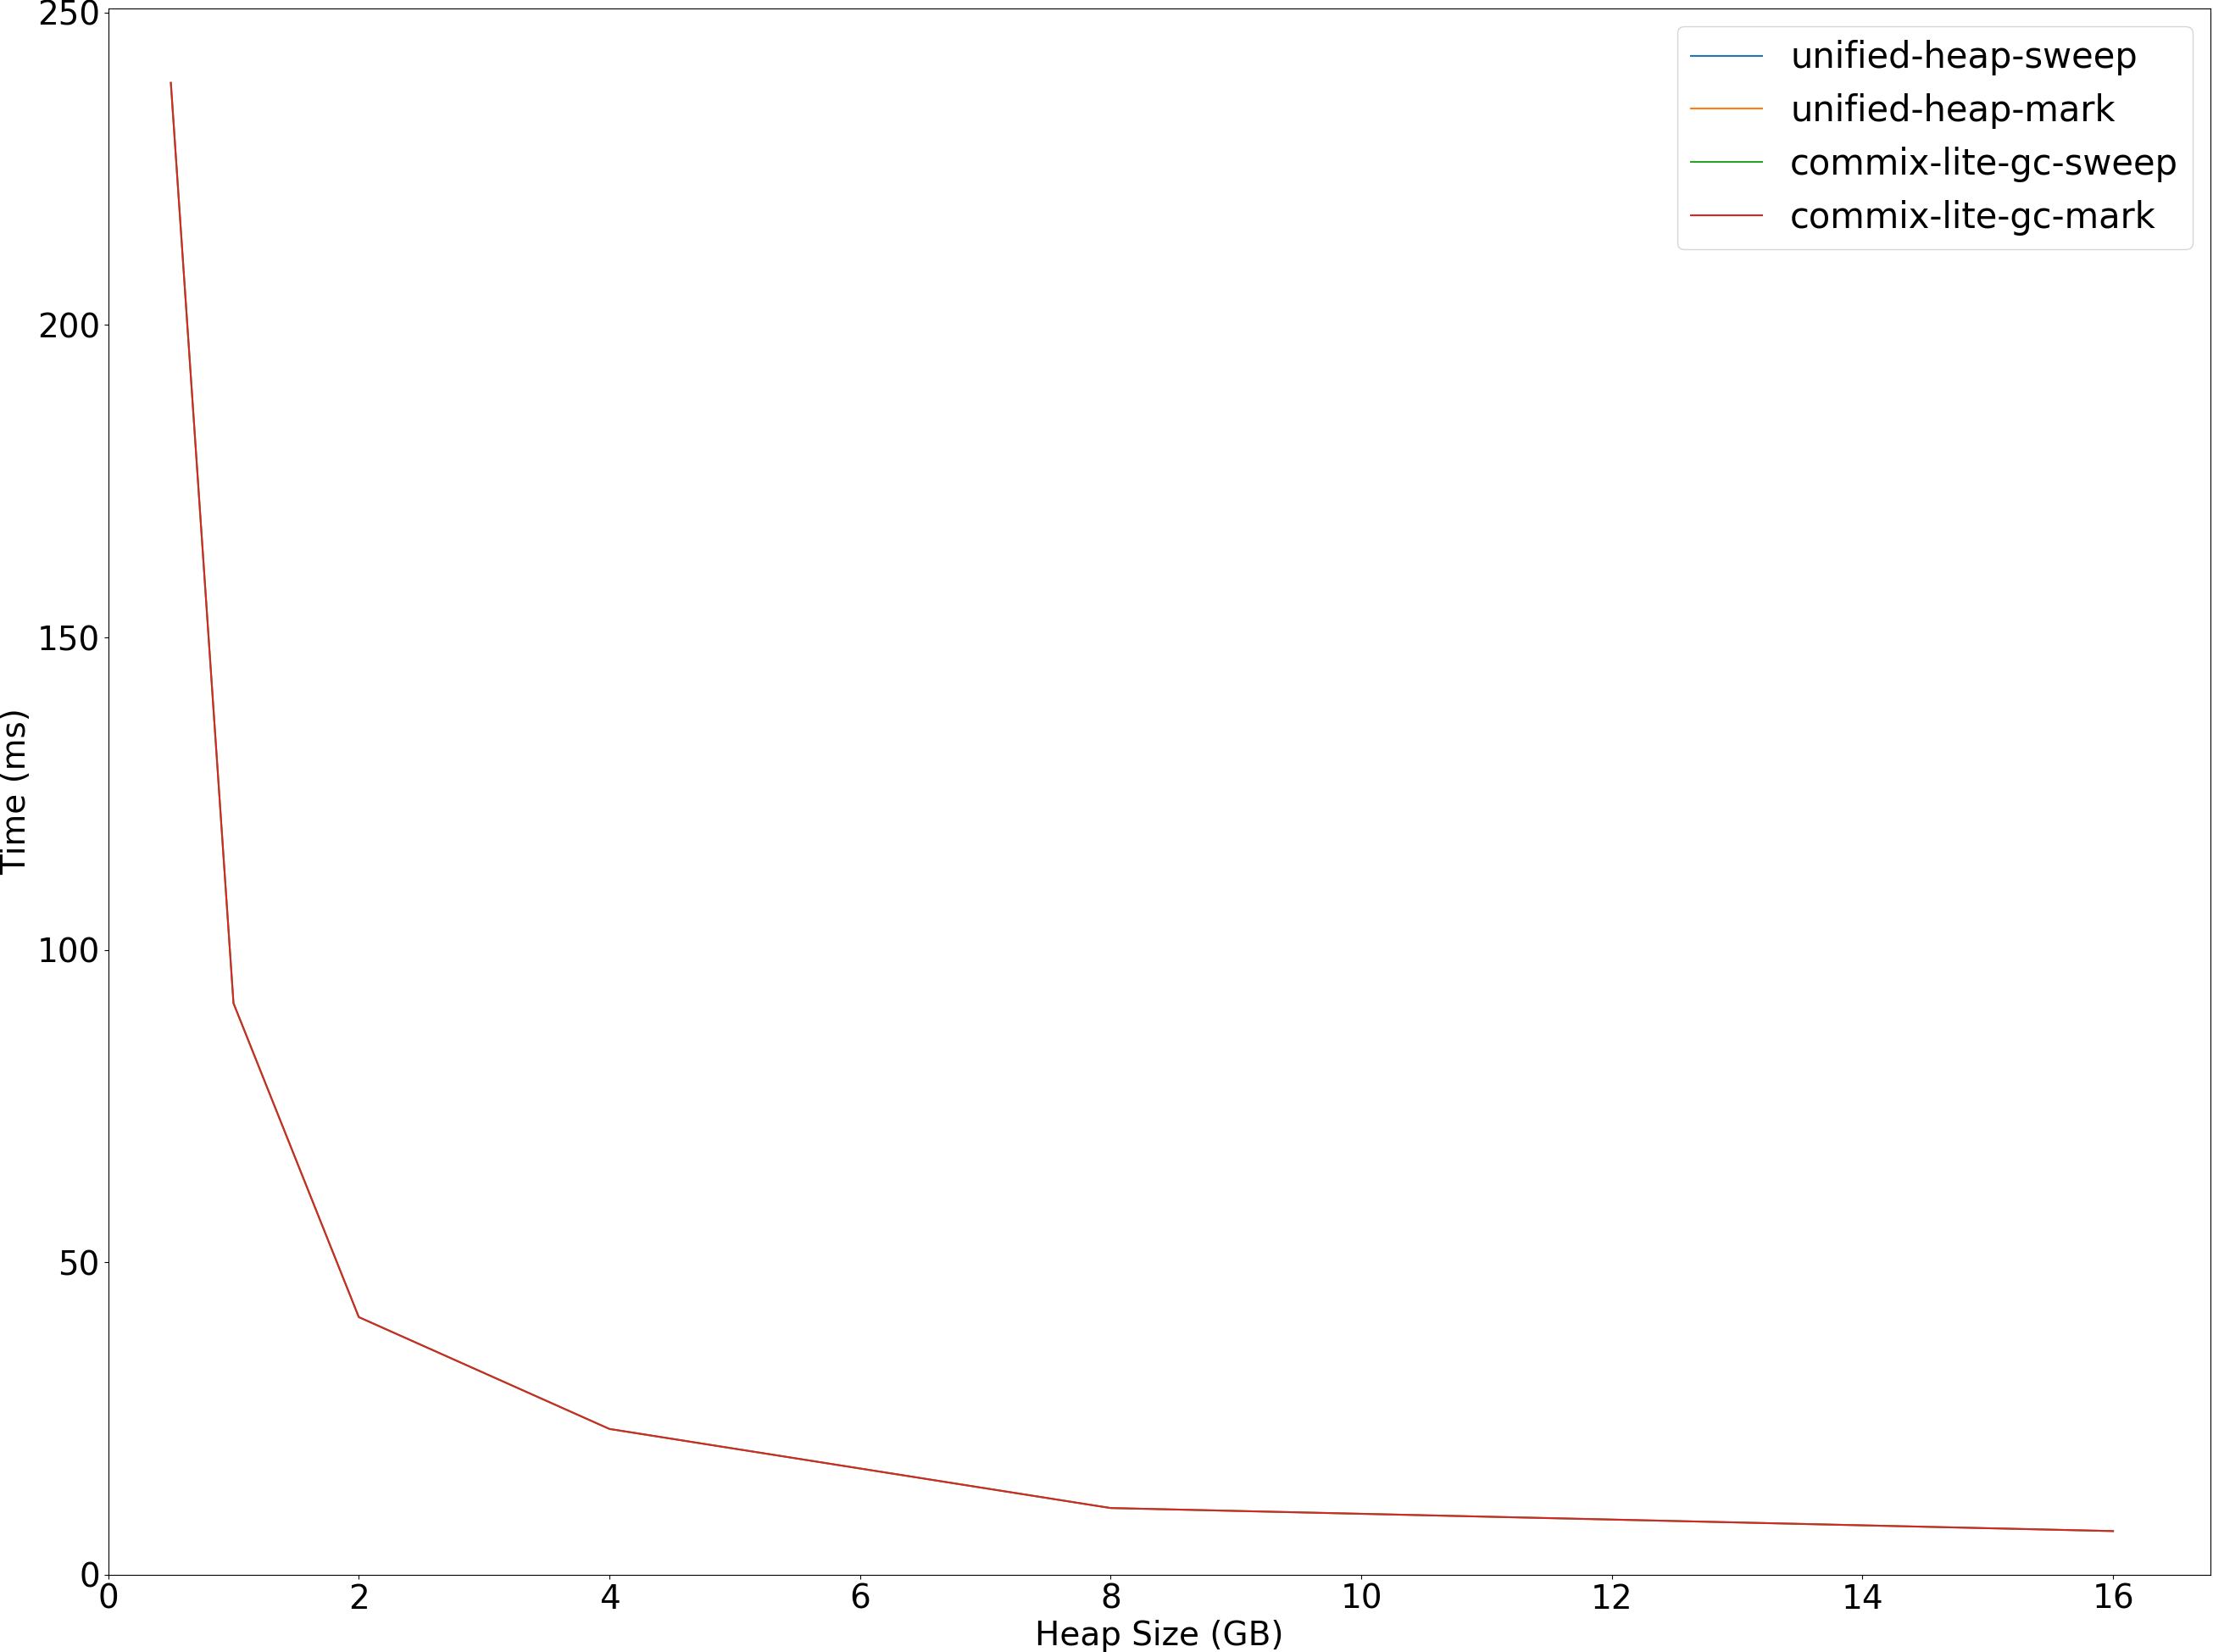 250
200
150
100
50
0
Time (ms)
unified-heap-sweep
unified-heap-mark
commix-lite-gc-sweep
commix-lite-gc-mark
0 2 4 6 8 10 12 14 16
Heap Size (GB)